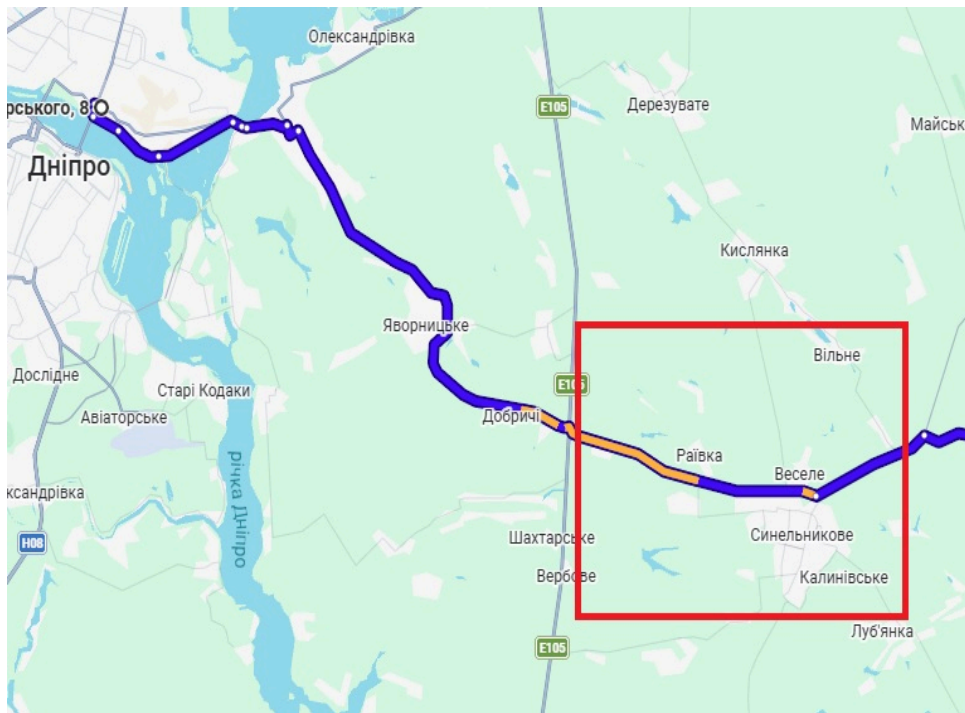 Олександрівка
E105
Дерезувате
рського, 8
Майськ
Дніпро
Кислянка
Яворницьке
Вільне
Дослідне
Старі Кодаки
E105
Авіаторське
Добричі
Раївка
Веселе
ксандрівка
річка Дніпро
Синельникове
Шахтарське
H08
Вербове
Калинівське
Луб'янка
E105